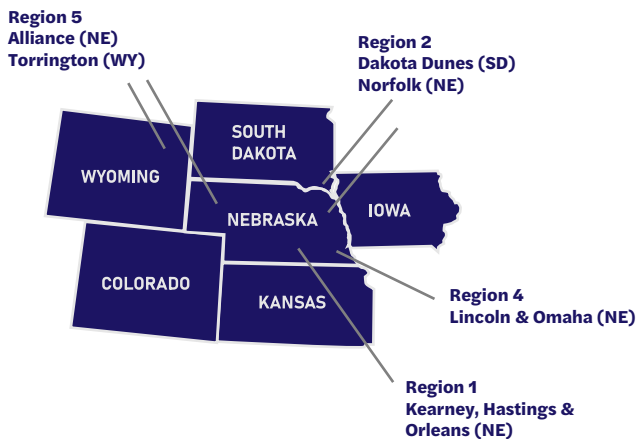 Region 5
Alliance (NE)
Torrington (WY)
Region 2
Dakota Dunes (SD)
Norfolk (NE)
SOUTH
DAKOTA
WYOMING
NEBRASKA
IOWA
COLORADO
KANSAS
Region 4
Lincoln & Omaha (NE)
Region 1
Kearney, Hastings &
Orleans (NE)